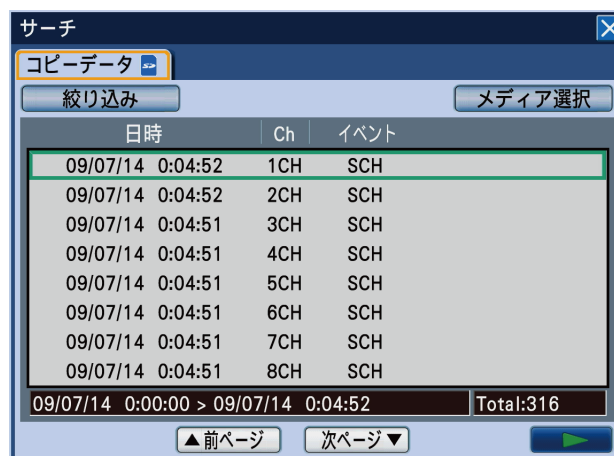 サーチ
コピーデータ
絞り込み メディア選択
日時 Ch イベント
09/07/14 0:04:52 1CH SCH
09/07/14 0:04:52 2CH SCH
09/07/14 0:04:51 3CH SCH
09/07/14 0:04:51 4CH SCH
09/07/14 0:04:51 5CH SCH
09/07/14 0:04:51 6CH SCH
09/07/14 0:04:51 7CH SCH
09/07/14 0:04:51 8CH SCH
09/07/14 0:00:00 > 09/07/14 0:04:52 Total:316
▲前ページ 次ページ▼